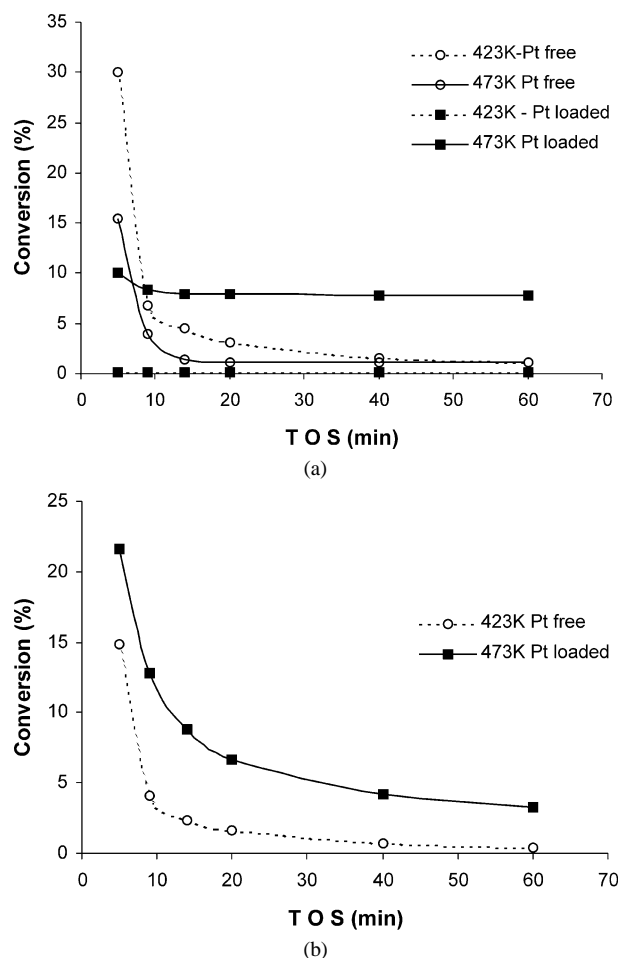 35
30
25
20
15
10
5
0
Conversion (%)
423K-Pt free
473K Pt free
423K - Pt loaded
473K Pt loaded
0 10 20 30 40 50 60 70
T O S (min)
(a)
25
20
15
10
5
0
Conversion (%)
423K Pt free
473K Pt loaded
0 10 20 30 40 50 60 70
T O S (min)
(b)